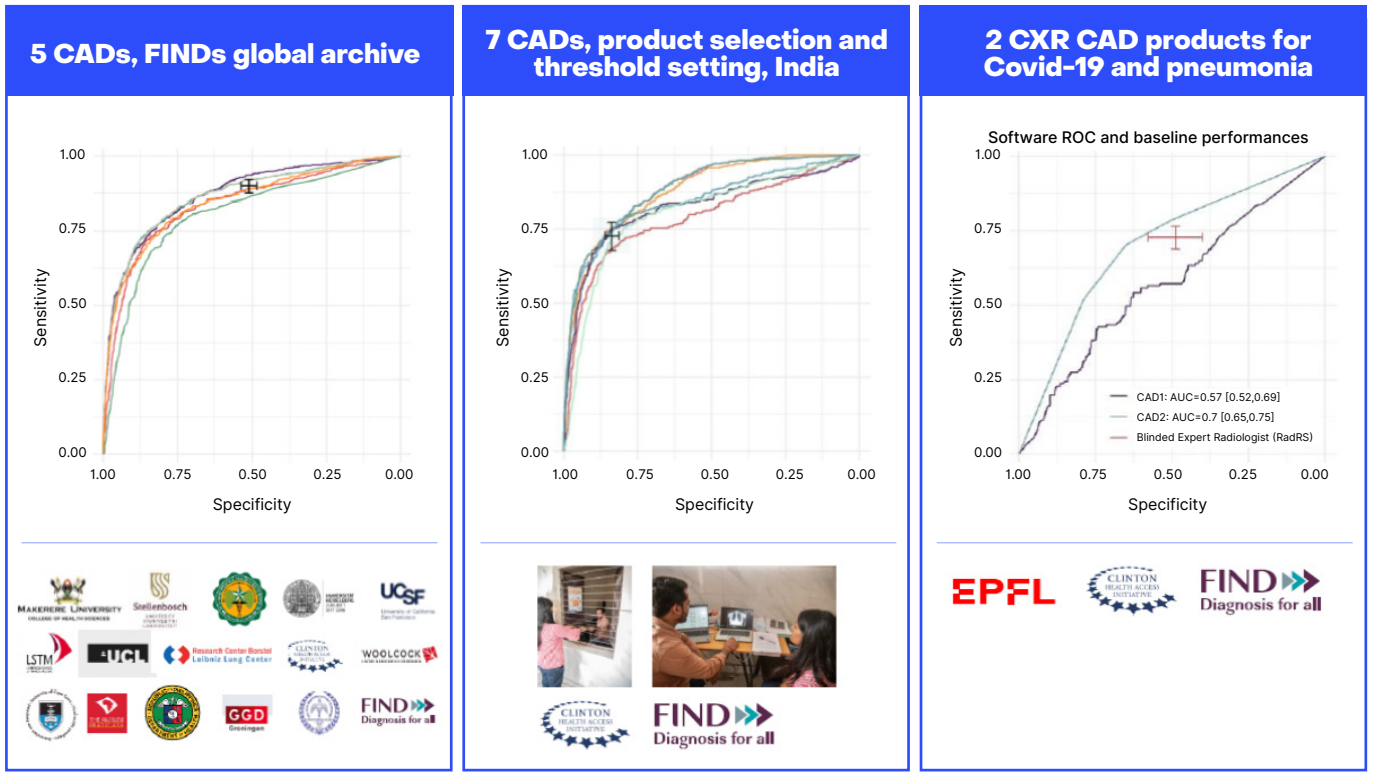 5 CADs, FINDs global archive
1.00
0.75
0.50
0.25
0.00
Sensitivity
1.00 0.75 0.50 0.25 0.00
Specificity
MAKERERE UNIVERSITY
COLLEGE OF HEALTH SCIENCES
Stellenbosch
UCSF
University of California
San Francisco
LSTM
UCL
Research Center Borstel
Leibniz Lung Center
CLINTON
HEALTH ACCESS
INITIATIVE
WOOLCOCK
GGD
Groningen
FIND
Diagnosis for all
7 CADs, product selection and
threshold setting, India
1.00
0.75
0.50
0.25
0.00
Sensitivity
1.00 0.75 0.50 0.25 0.00
Specificity
CLINTON
HEALTH ACCESS
INITIATIVE
FIND
Diagnosis for all
2 CXR CAD products for
Covid-19 and pneumonia
Software ROC and baseline performances
1.00
0.75
0.50
0.25
0.00
Sensitivity
CAD1: AUC=0.57 [0.52,0.69]
CAD2: AUC=0.7 [0.65,0.75]
Blinded Expert Radiologist (RadRS)
1.00 0.75 0.50 0.25 0.00
Specificity
EPFL
CLINTON
HEALTH ACCESS
INITIATIVE
FIND
Diagnosis for all